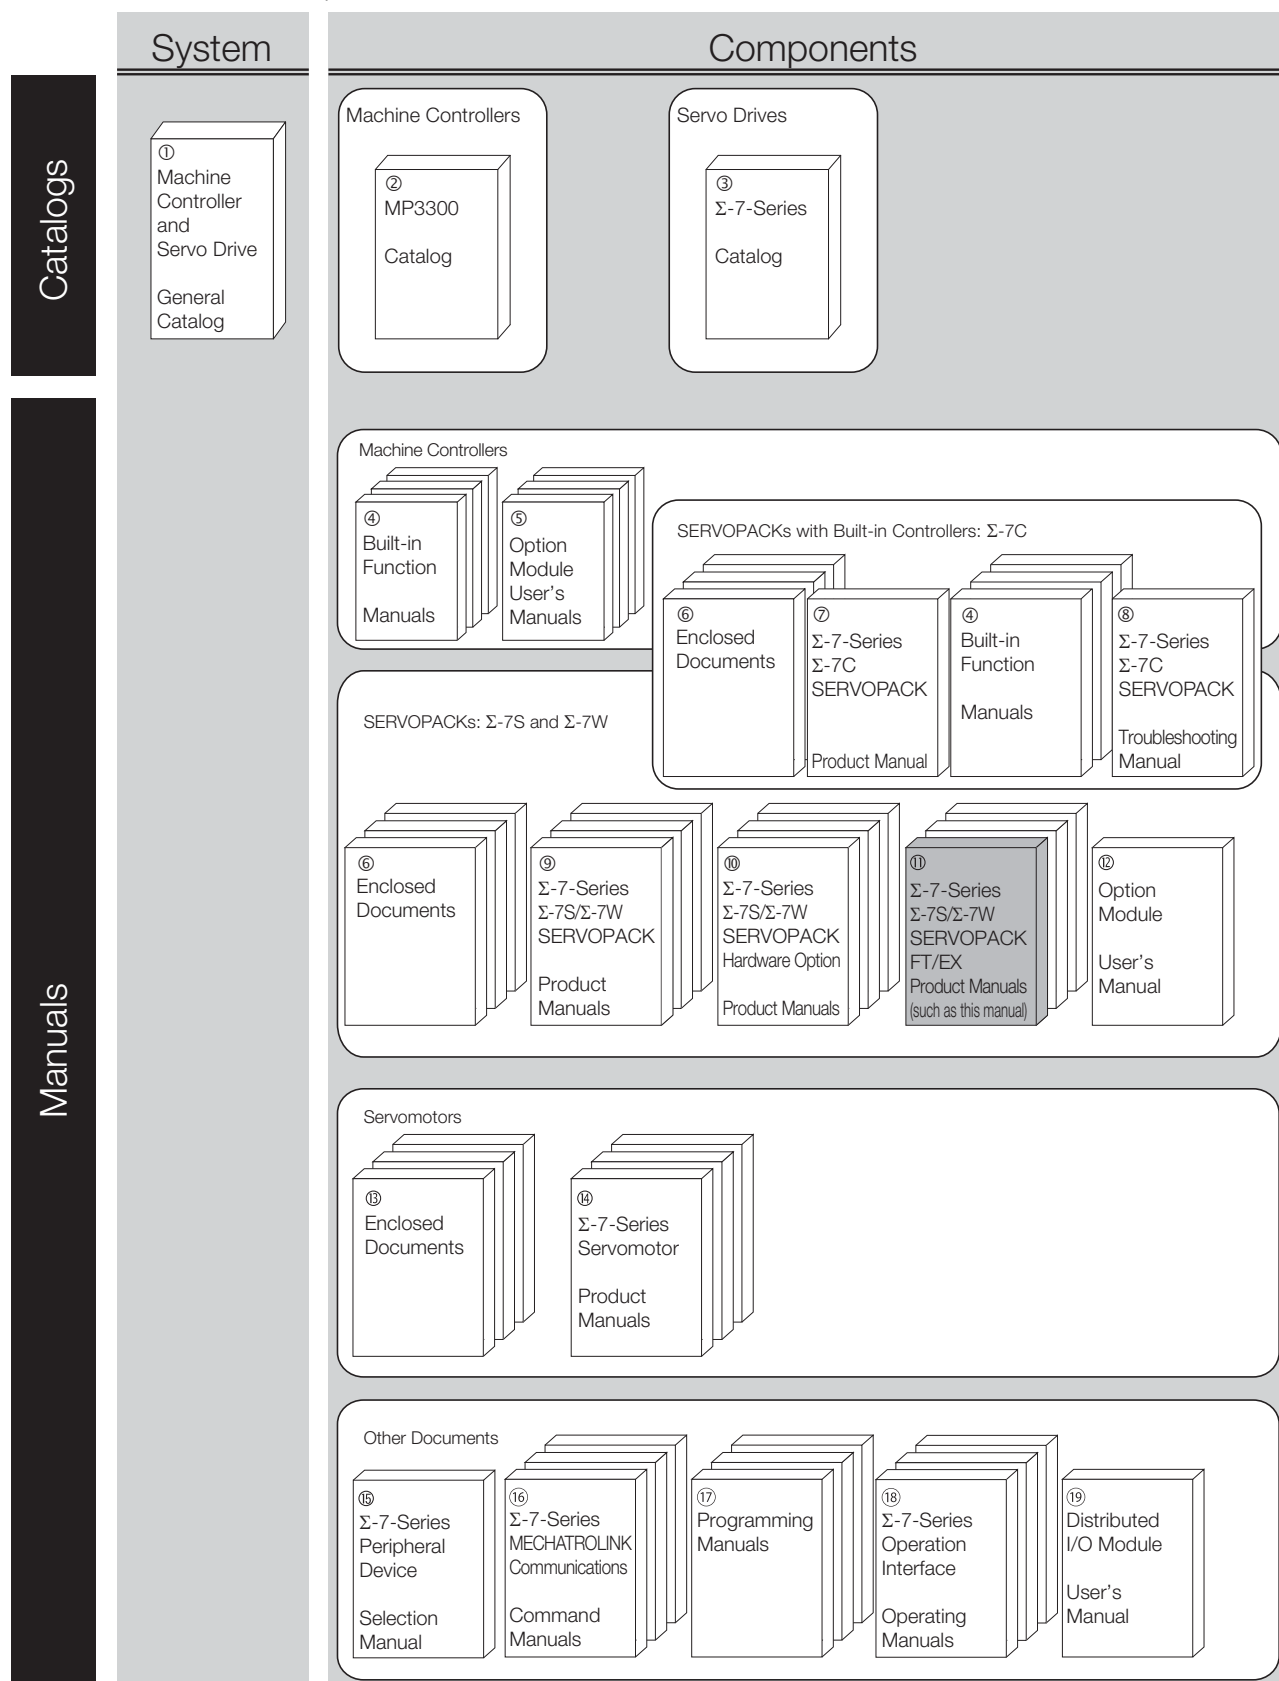 System
Components
Catalogs
①
Machine
Controller
and
Servo Drive
General
Catalog
Machine Controllers
②
MP3300
Catalog
Servo Drives
③
Σ-7-Series
Catalog
Manuals
Machine Controllers
④
Built-in
Function
Manuals
⑤
Option
Module
User's
Manuals
SERVOPACKs with Built-in Controllers: Σ-7C
⑥
Enclosed
Documents
⑦
Σ-7-Series
Σ-7C
SERVOPACK
Product Manual
④
Built-in
Function
Manuals
⑧
Σ-7-Series
Σ-7C
SERVOPACK
Troubleshooting
Manual
SERVOPACKs: Σ-7S and Σ-7W
⑥
Enclosed
Documents
⑨
Σ-7-Series
Σ-7S/Σ-7W
SERVOPACK
Product
Manuals
⑩
Σ-7-Series
Σ-7S/Σ-7W
SERVOPACK
Hardware Option
Product Manuals
⑪
Σ-7-Series
Σ-7S/Σ-7W
SERVOPACK
FT/EX
Product Manuals
(such as this manual)
⑫
Option
Module
User's
Manual
Servomotors
⑬
Enclosed
Documents
⑭
Σ-7-Series
Servomotor
Product
Manuals
Other Documents
⑮
Σ-7-Series
Peripheral
Device
Selection
Manual
⑯
Σ-7-Series
MECHATROLINK
Communications
Command
Manuals
⑰
Programming
Manuals
⑱
Σ-7-Series
Operation
Interface
Operating
Manuals
⑲
Distributed
I/O Module
User's
Manual